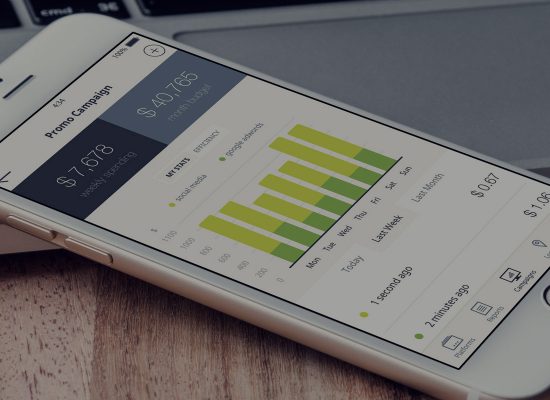 cmd
100%
4:34
Promo Campaign
$ 7,678
weekly spending
$ 40,765
month budget
MY STATS
EFFICIENCY
social media
google adwords
$
1100
1000
800
600
400
200
0
Mon
Tue
Wed
Thu
Fri
Sat
Sun
Today
Last Week
Last Month
1 second ago
$ 0.67
2 minutes ago
Platforms
Reports
Campaigns